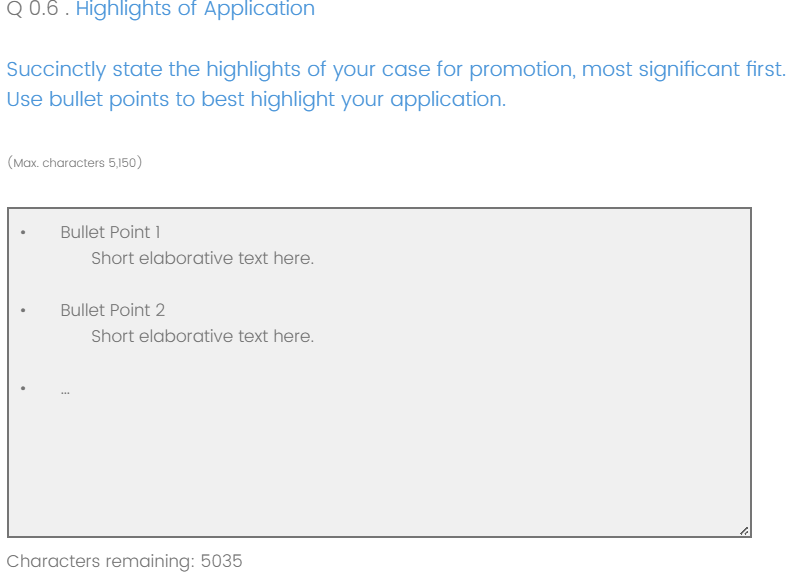 Q 0.6 . Highlights of Application
Succinctly state the highlights of your case for promotion, most significant first.
Use bullet points to best highlight your application.
(Max. characters 5,150)
• Bullet Point 1
Short elaborative text here.
• Bullet Point 2
Short elaborative text here.
• ...
Characters remaining: 5035